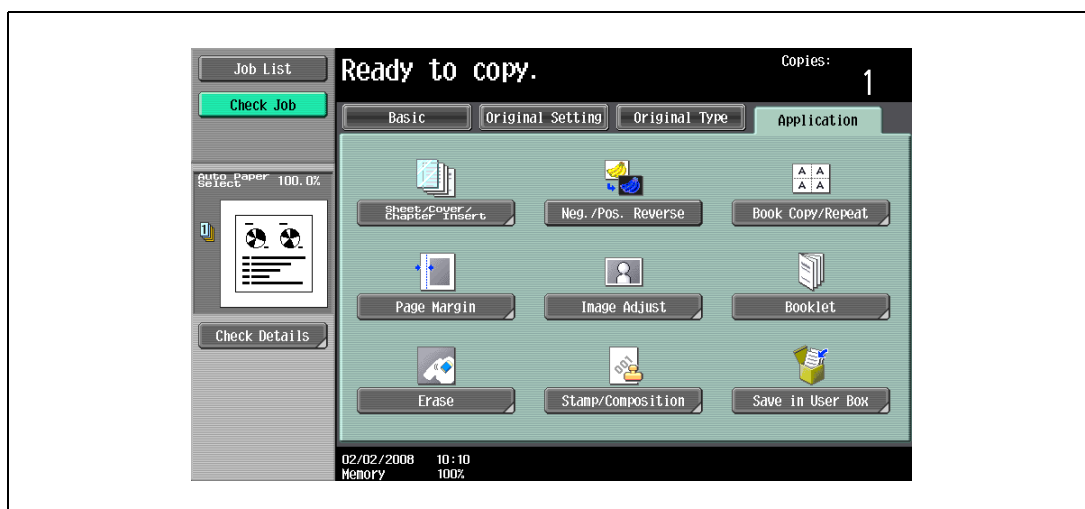 Job List
Check Job
Ready to copy.
Copies:
1
Basic
Original Setting
Original Type
Application
Auto Paper
Select
100.0%
1
Sheet/Cover/
Chapter Insert
Neg./Pos. Reverse
A A
A A
Book Copy/Repeat
Page Margin
Image Adjust
Booklet
Check Details
001
Erase
Stamp/Composition
Save in User Box
02/02/2008 10:10
Memory 100%